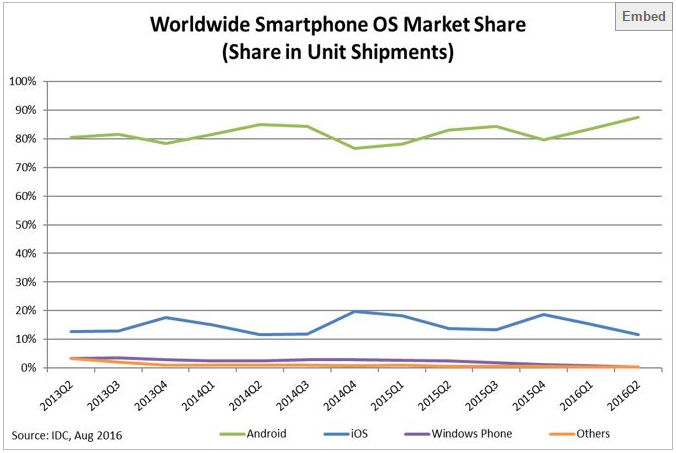 Embed
Worldwide Smartphone OS Market Share
(Share in Unit Shipments)
100%
90%
80%
70%
60%
50%
40%
30%
20%
10%
0%
2013Q2
2013Q3
2013Q4
2014Q1
2014Q2
2014Q3
2014Q4
2015Q1
2015Q2
2015Q3
2015Q4
2016Q1
2016Q2
Source: IDC, Aug 2016
Android
iOS
Windows Phone
Others